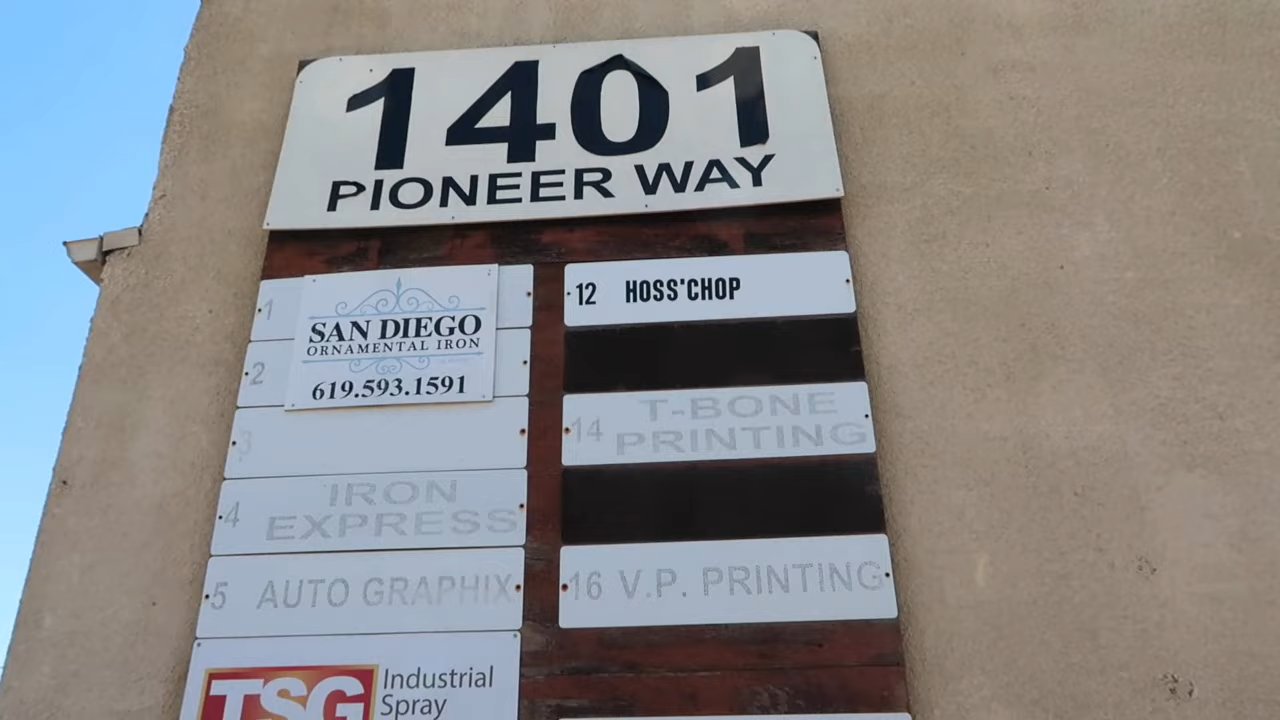 1401
PIONEER WAY
1
SAN DIEGO
ORNAMENTAL IRON
619.593.1591
2
3
4 IRON
EXPRESS
5 AUTO GRAPHIX
TSG Industrial
Spray
12 HOSS'CHOP
14 T-BONE
PRINTING
16 V.P. PRINTING